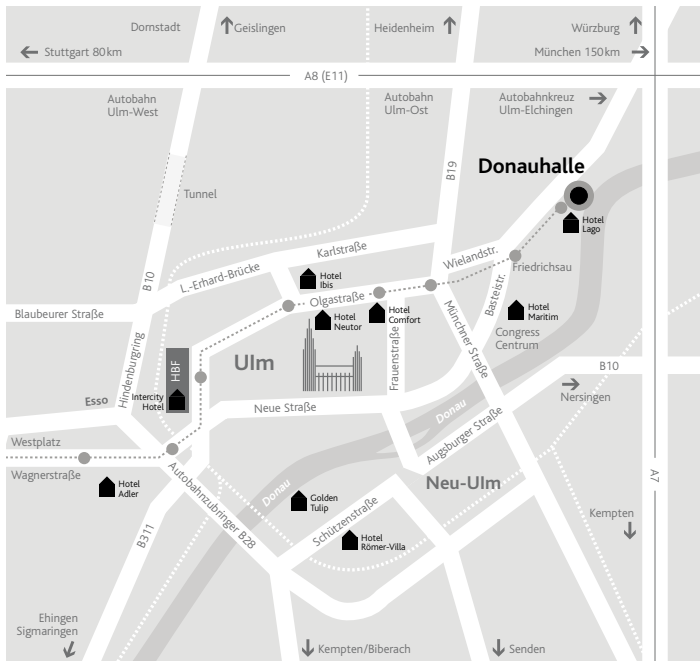 Dornstadt
Geislingen
Heidenheim
Würzburg
Stuttgart 80 km
München 150 km
A8 (E11)
Autobahn
Ulm-West
Autobahn
Ulm-Ost
Autobahnkreuz
Ulm-Elchingen
Donauhalle
B19
Tunnel
Hotel
Lago
Karlstraße
Wielandstr.
Friedrichsau
L.-Erhard-Brücke
B10
Hotel
Ibis
Basteistr.
Olgastraße
Blaubeurer Straße
Hotel
Neutor
Hotel
Comfort
Hotel
Maritim
Congress
Centrum
Münchner Straße
Frauenstraße
Hindenburgring
HBF
Ulm
B10
Intercity
Hotel
Esso
Neue Straße
Donau
Nersingen
Augsburger Straße
Westplatz
Wagnerstraße
A7
Hotel
Adler
Autobahnzubringer B28
Donau
Golden
Tulip
Neu-Ulm
Schützenstraße
Kempten
B311
Hotel
Römer-Villa
Ehingen
Sigmaringen
Kempten/Biberach
Senden